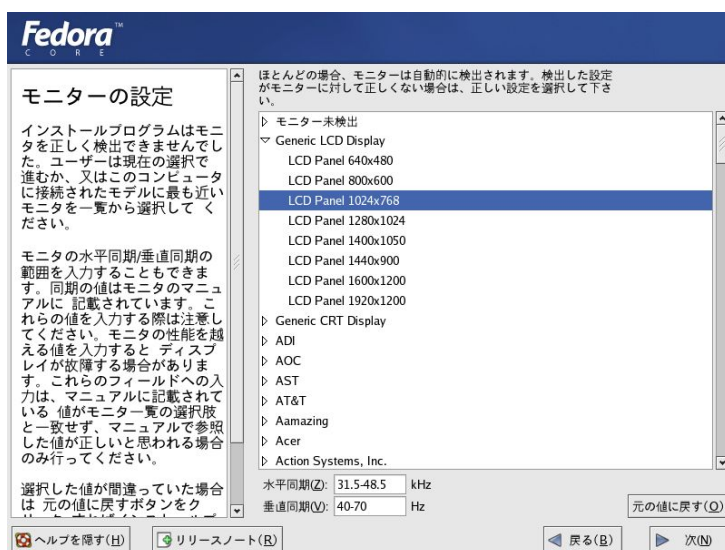 Fedora™
CORE
モニターの設定
インストールプログラムはモニ
タを正しく検出できませんでし
た。ユーザーは現在の選択で
進むか、又はこのコンピュータ
に接続されたモデルに最も近い
モニタを一覧から選択して く
ださい。
モニタの水平同期/垂直同期の
範囲を入力することもできま
す。同期の値はモニタのマニュ
アルに 記載されています。こ
れらの値を入力する際は注意し
てください。モニタの性能を越
える値を入力すると ディスプ
レイが故障する場合がありま
す。これらのフィールドへの入
力は、マニュアルに記載されて
いる 値がモニタ一覧の選択肢
と一致せず、マニュアルで参照
した値が正しいと思われる場合
のみ行ってください。
選択した値が間違っていた場合
は 元の値に戻すボタンをク
ほとんどの場合、モニターは自動的に検出されます。検出した設定
がモニターに対して正しくない場合は、正しい設定を選択して下さ
い。
モニター未検出
Generic LCD Display
LCD Panel 640x480
LCD Panel 800x600
LCD Panel 1024x768
LCD Panel 1280x1024
LCD Panel 1400x1050
LCD Panel 1440x900
LCD Panel 1600x1200
LCD Panel 1920x1200
Generic CRT Display
ADI
AOC
AST
AT&T
Aamazing
Acer
Action Systems, Inc.
水平同期(Z): 31.5-48.5 kHz
垂直同期(V): 40-70 Hz
元の値に戻す(O)
ヘルプを隠す(H)
リリースノート(R)
戻る(B)
次(N)